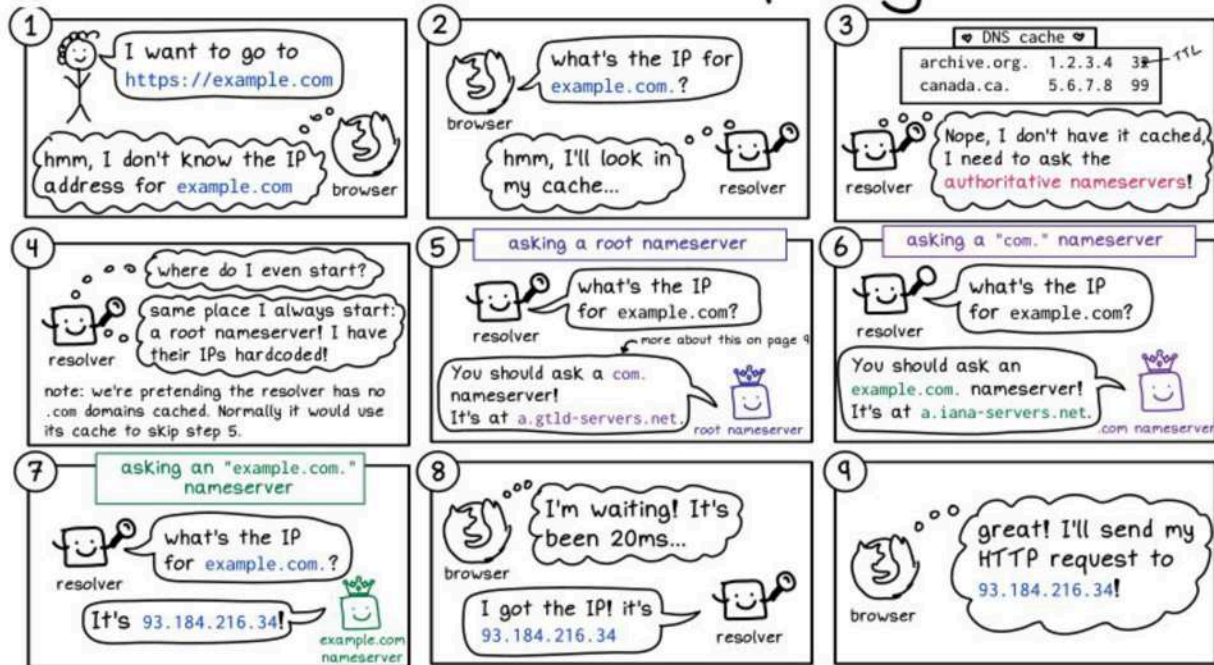 1
I want to go to
https://example.com
hmm, I don't know the IP
address for example.com
browser
2
what's the IP for
example.com.?
browser
hmm, I'll look in
my cache...
resolver
3
♥ DNS cache ♥
archive.org. 1.2.3.4 32
TTL
canada.ca. 5.6.7.8 99
Nope, I don't have it cached,
I need to ask the
authoritative nameservers!
resolver
4
where do I even start?
same place I always start:
a root nameserver! I have
their IPs hardcoded!
resolver
note: we're pretending the resolver has no
.com domains cached. Normally it would use
its cache to skip step 5.
5
asking a root nameserver
what's the IP
for example.com?
resolver
more about this on page 9
You should ask a com.
nameserver!
It's at a.gtld-servers.net.
root nameserver
6
asking a "com." nameserver
what's the IP
for example.com?
resolver
You should ask an
example.com. nameserver!
It's at a.iana-servers.net.
.com nameserver
7
asking an "example.com."
nameserver
what's the IP
for example.com.?
resolver
It's 93.184.216.34!
example.com
nameserver
8
I'm waiting! It's
been 20ms...
browser
I got the IP! it's
93.184.216.34
resolver
9
great! I'll send my
HTTP request to
93.184.216.34!
browser